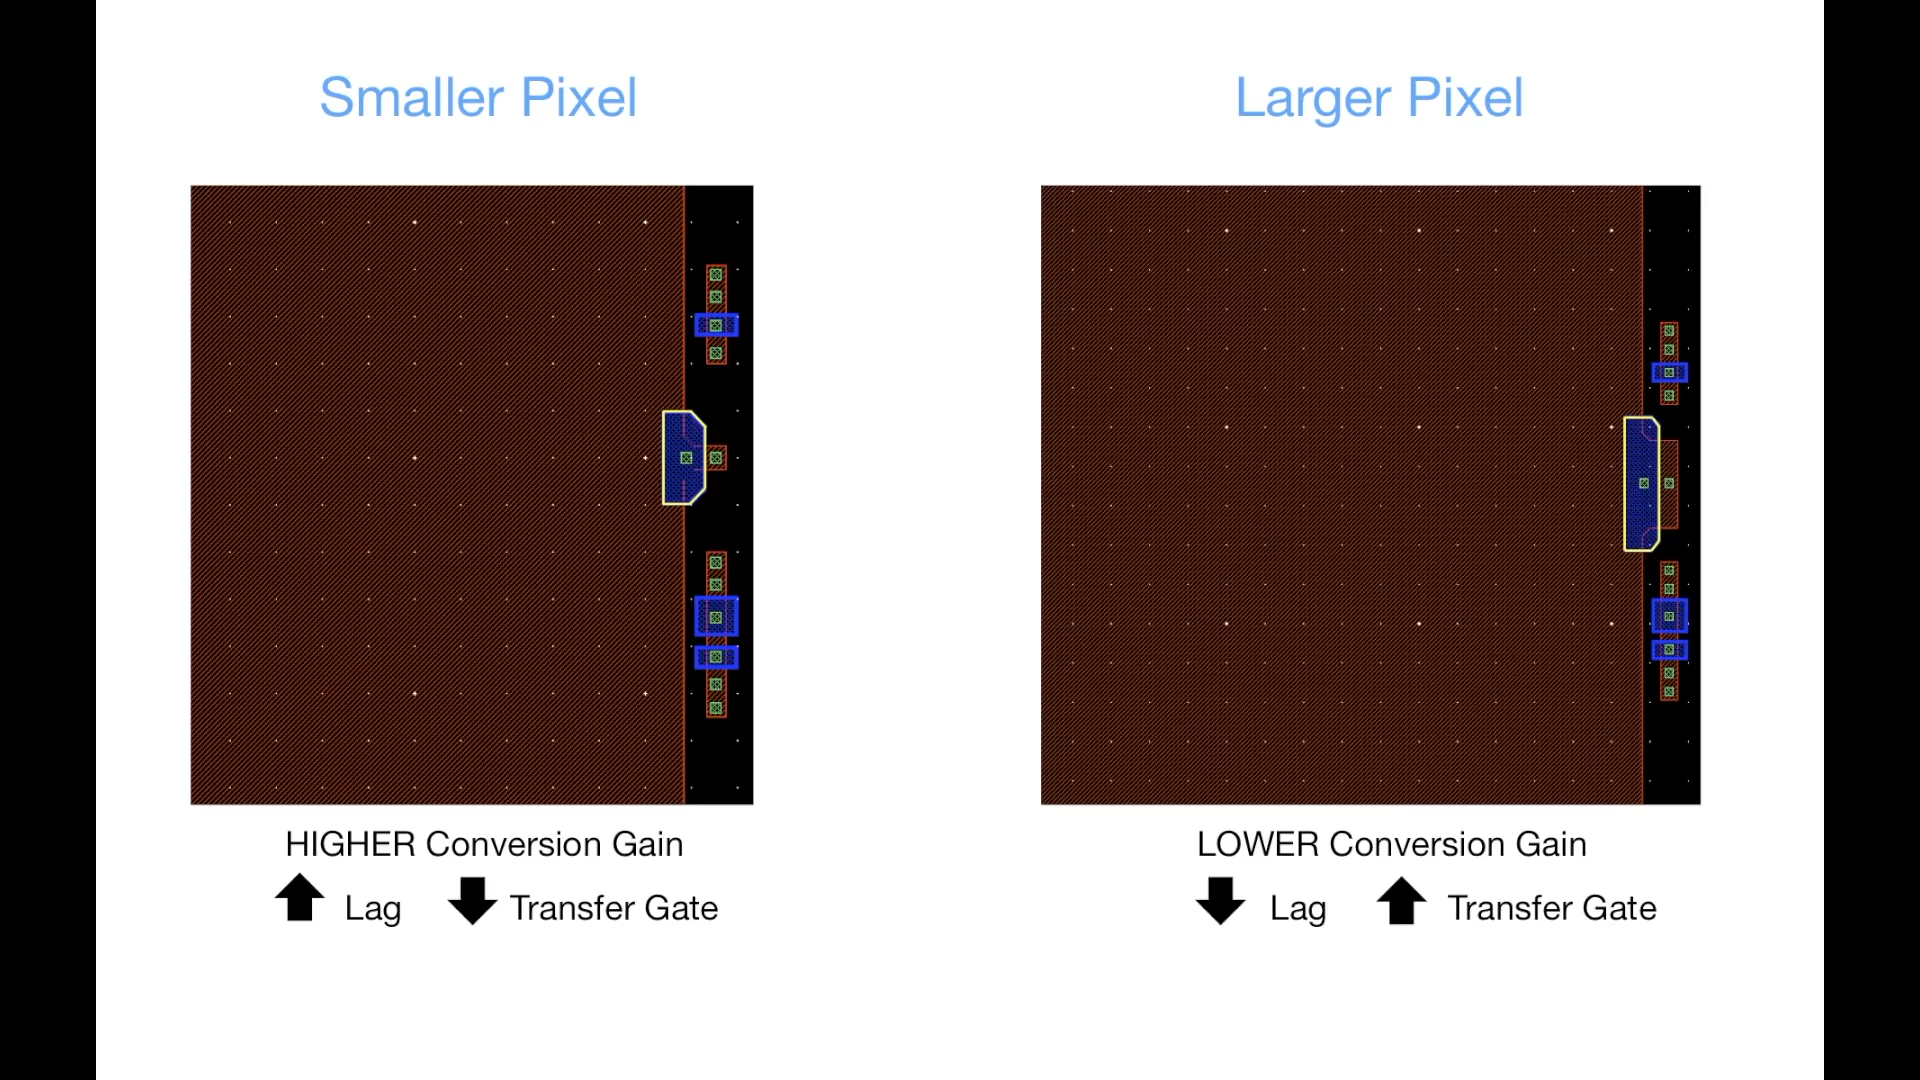 Smaller Pixel
Larger Pixel
HIGHER Conversion Gain
Lag Transfer Gate
LOWER Conversion Gain
Lag Transfer Gate